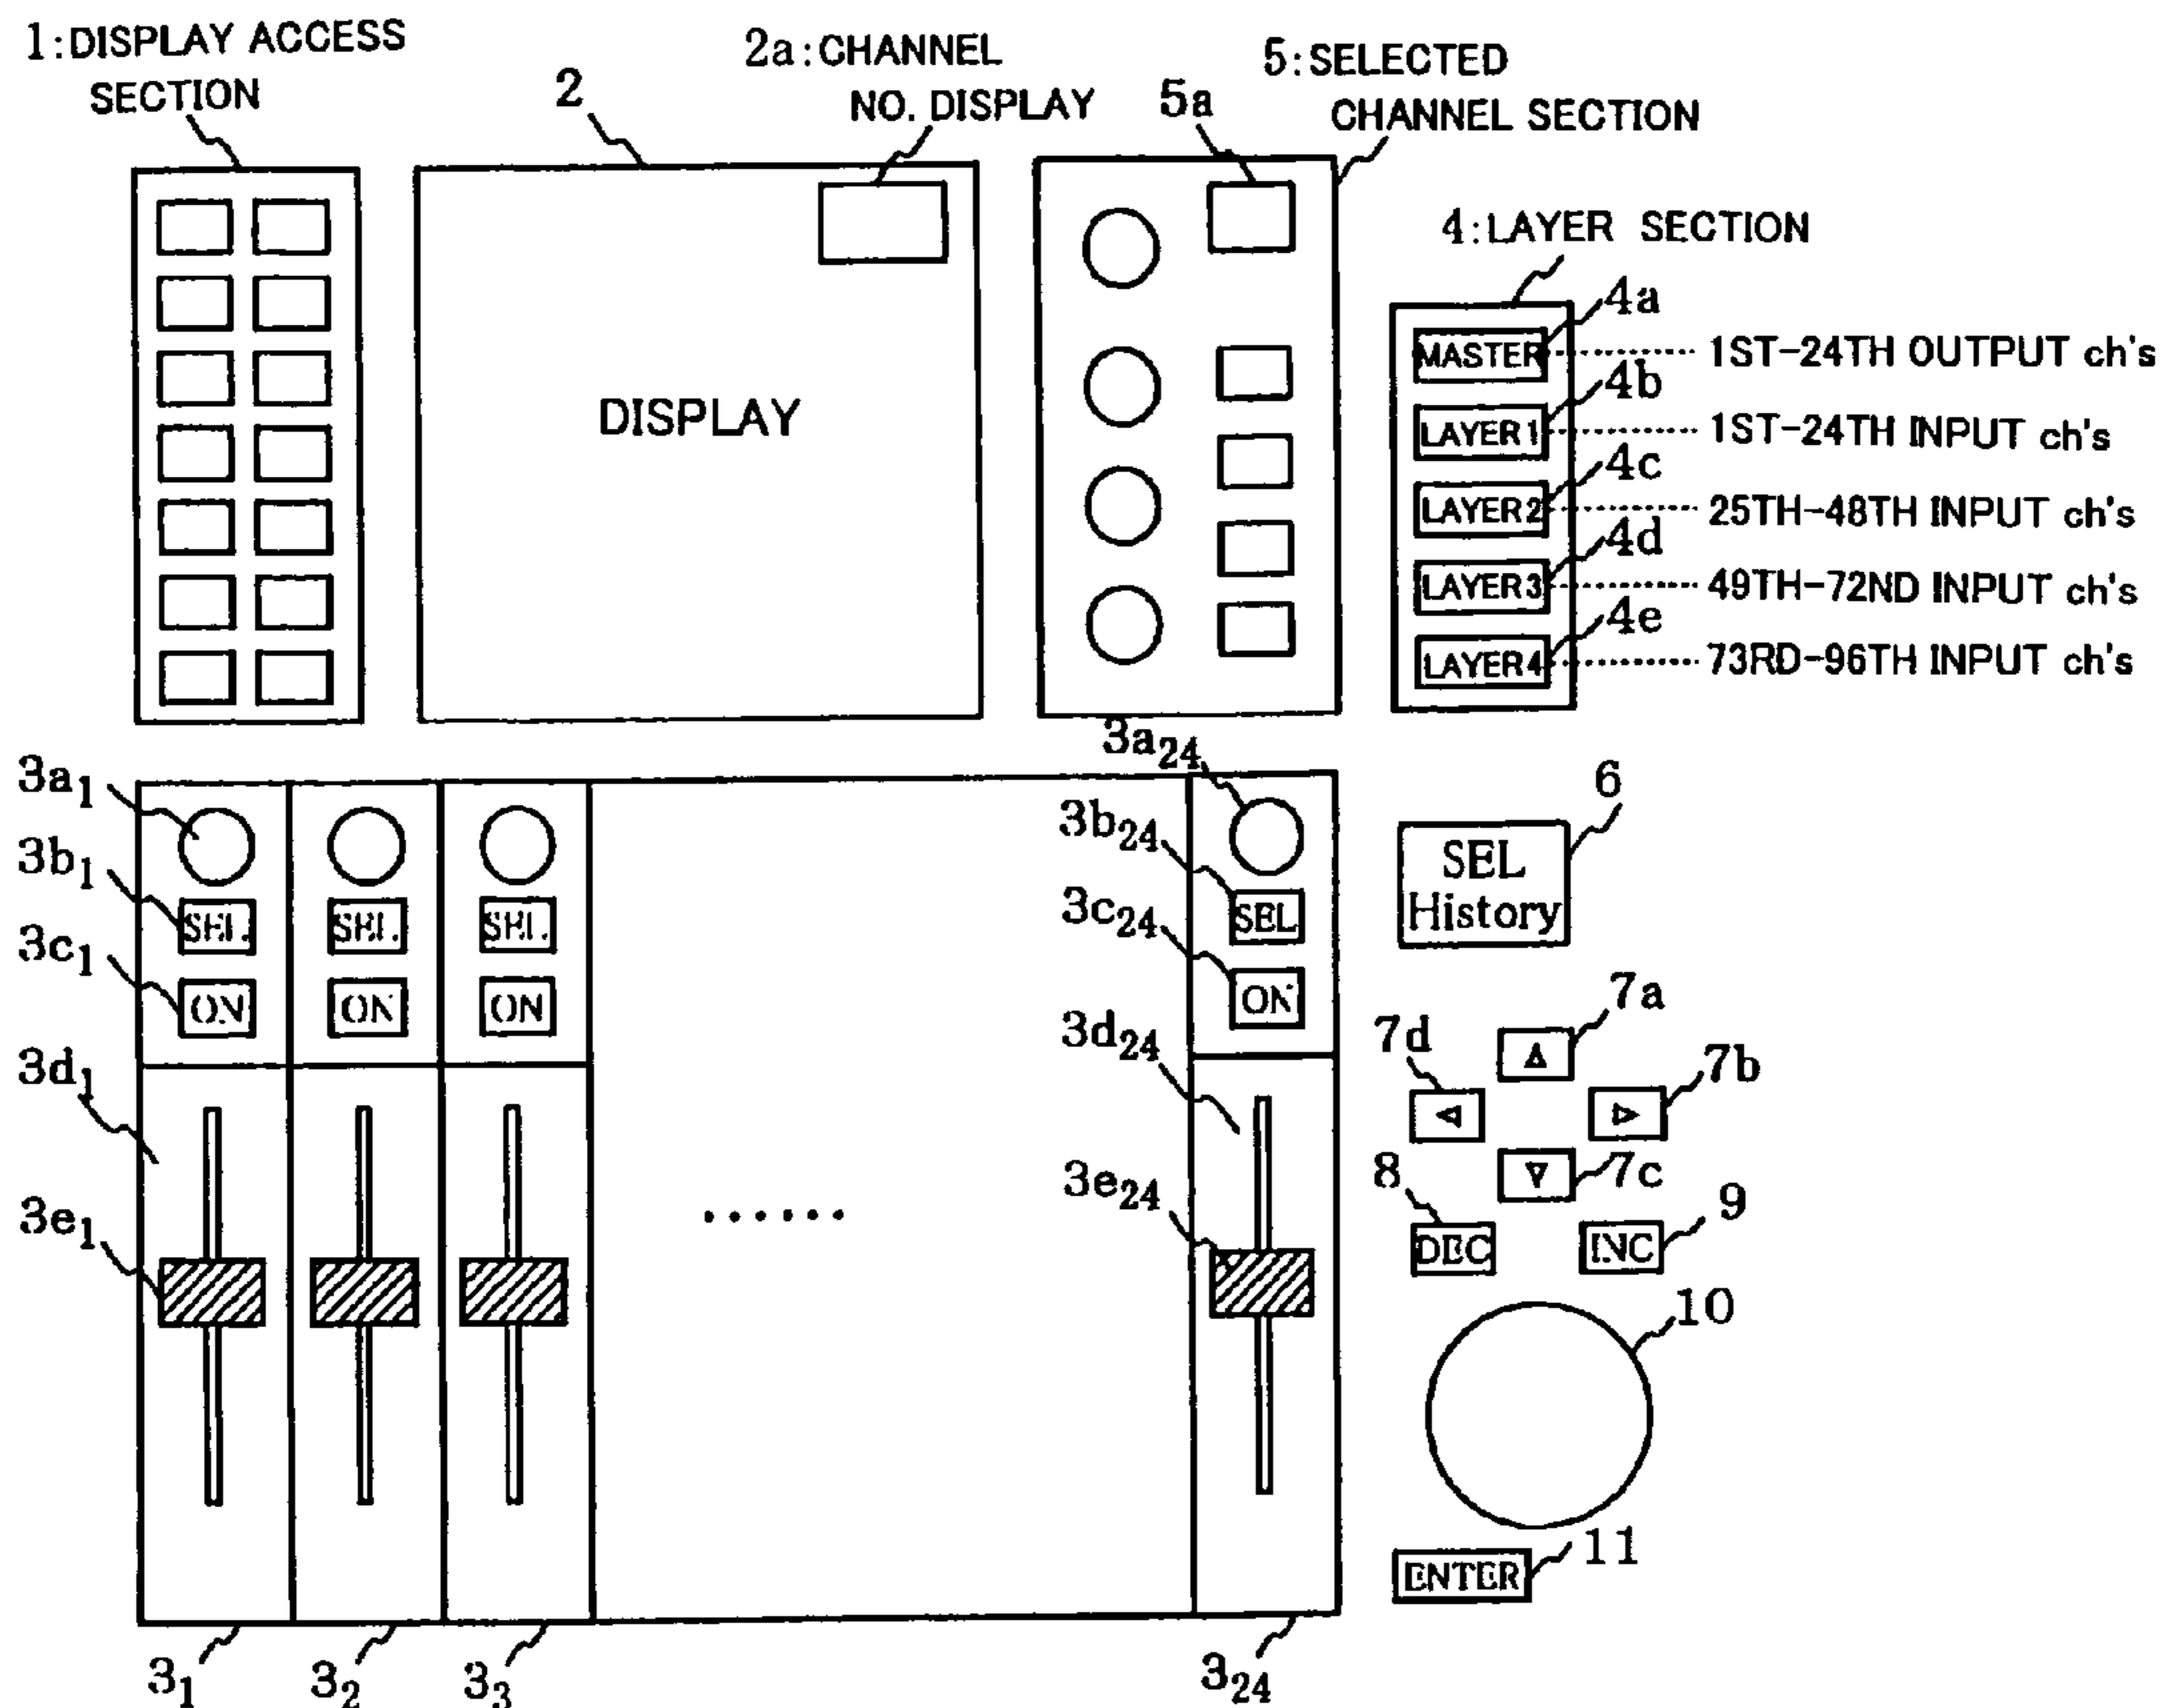 1:DISPLAY ACCESS
SECTION
2
2a:CHANNEL
NO. DISPLAY
5a
5:SELECTED
CHANNEL SECTION
4:LAYER SECTION
DISPLAY
4a
MASTER 1ST-24TH OUTPUT ch's
4b
LAYER1 1ST-24TH INPUT ch's
4c
LAYER2 25TH-48TH INPUT ch's
4d
LAYER3 49TH-72ND INPUT ch's
4e
LAYER4 73RD-96TH INPUT ch's
3a1
3b1
3c1
3d1
3e1
SEL
SEL
SEL
ON
ON
ON
......
3a24
3b24
3c24
3d24
3e24
SEL
ON
31
32
33
324
6
SEL
History
7a
7d
7b
7c
8
9
DEC
INC
10
11
ENTER